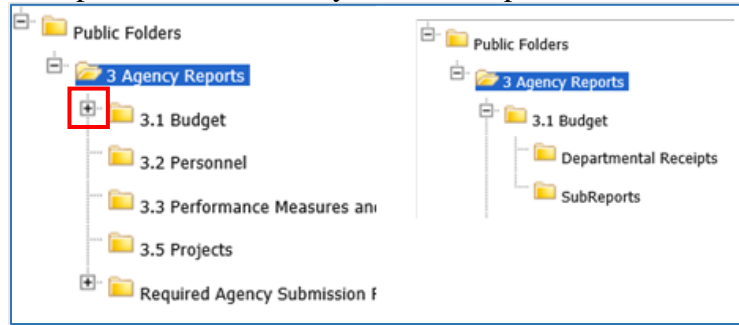 Public Folders
3 Agency Reports
3.1 Budget
3.2 Personnel
3.3 Performance Measures
3.5 Projects
Required Agency Submission
Public Folders
3 Agency Reports
3.1 Budget
Departmental Receipts
SubReports